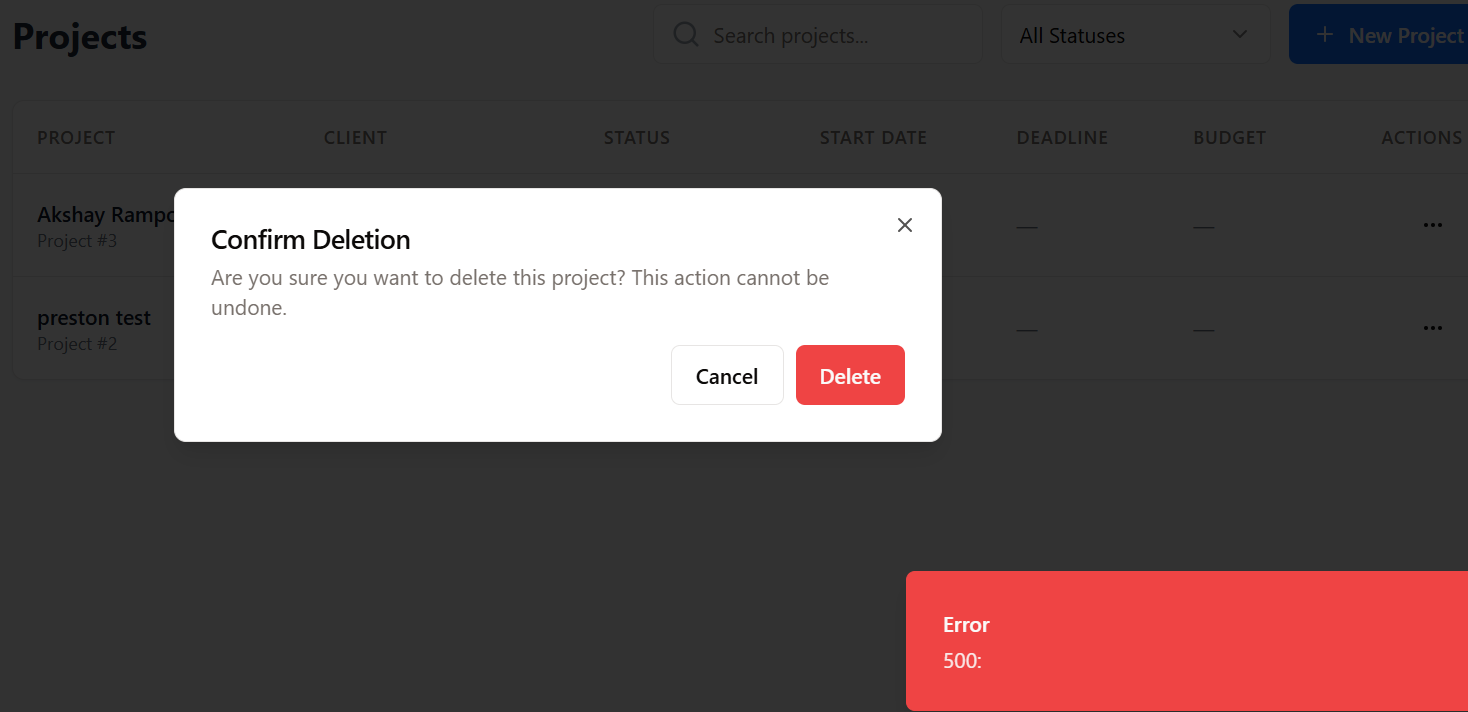 Projects
Search projects...
All Statuses
New Project
PROJECT CLIENT STATUS START DATE DEADLINE BUDGET ACTIONS
Akshay
Project #3
— —
preston test
Project #2
— —
Confirm Deletion
Are you sure you want to delete this project? This action cannot be
undone.
Cancel
Delete
Error
500: